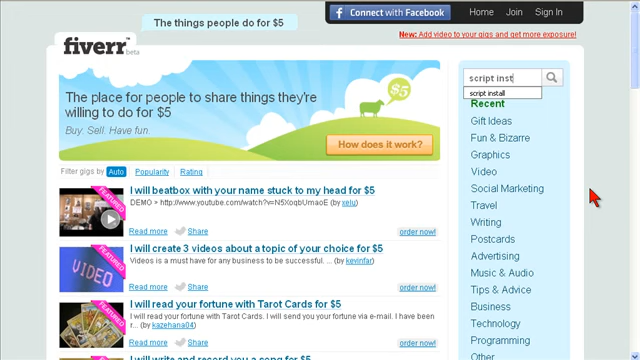 The things people do for $5
Connect with Facebook
Home Join Sign In
fiverr beta
New: Add video to your gigs and get more exposure!
script inst
script install
The place for people to share things they're
willing to do for $5
Buy. Sell. Have fun.
$5
How does it work?
Filter gigs by Auto Popularity Rating
FEATURED
I will beatbox with your name stuck to my head for $5
DEMO > http://www.youtube.com/watch?v=N5XoqbUmaoE (by xelu)
Read more Share order now!
FEATURED
VIDEO
I will create 3 videos about a topic of your choice for $5
Videos is a must have for any business to be successful. ... (by kevinfar)
Read more Share order now!
FEATURED
I will read your fortune with Tarot Cards for $5
I will read your fortune with Tarot Cards. I will send you your fortune via e-mail. I have been
r... (by kazehana04)
Read more Share order now!
I will write and record you a song for $5
Recent
Gift Ideas
Fun & Bizarre
Graphics
Video
Social Marketing
Travel
Writing
Postcards
Advertising
Music & Audio
Tips & Advice
Business
Technology
Programming
Other